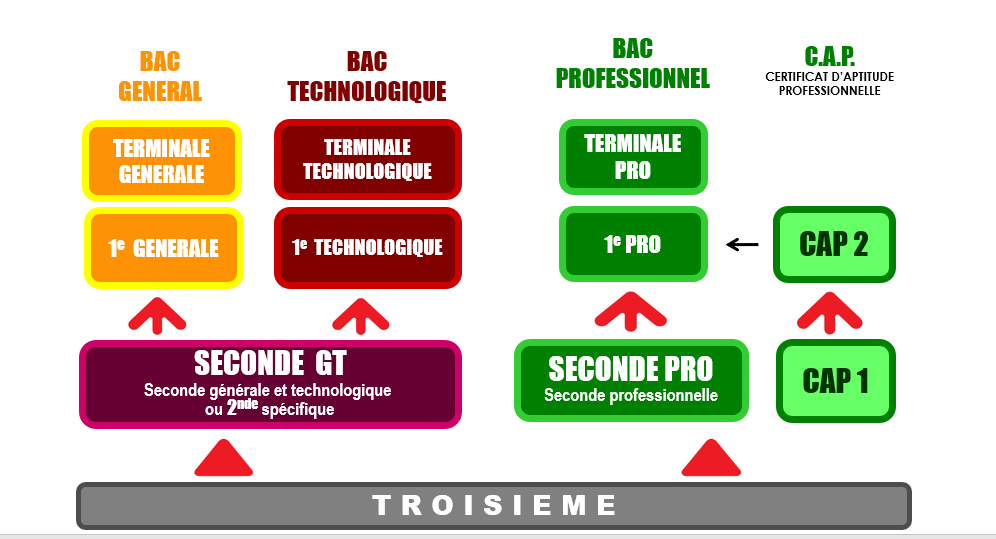 BAC
GENERAL
BAC
TECHNOLOGIQUE
BAC
PROFESSIONNEL
C.A.P.
CERTIFICAT D'APTITUDE
PROFESSIONNELLE
TERMINALE
GENERALE
TERMINALE
TECHNOLOGIQUE
TERMINALE
PRO
1e GENERALE
1e TECHNOLOGIQUE
1e PRO
CAP 2
SECONDE GT
Seconde générale et technologique
ou 2nde spécifique
SECONDE PRO
Seconde professionnelle
CAP 1
TROISIEME